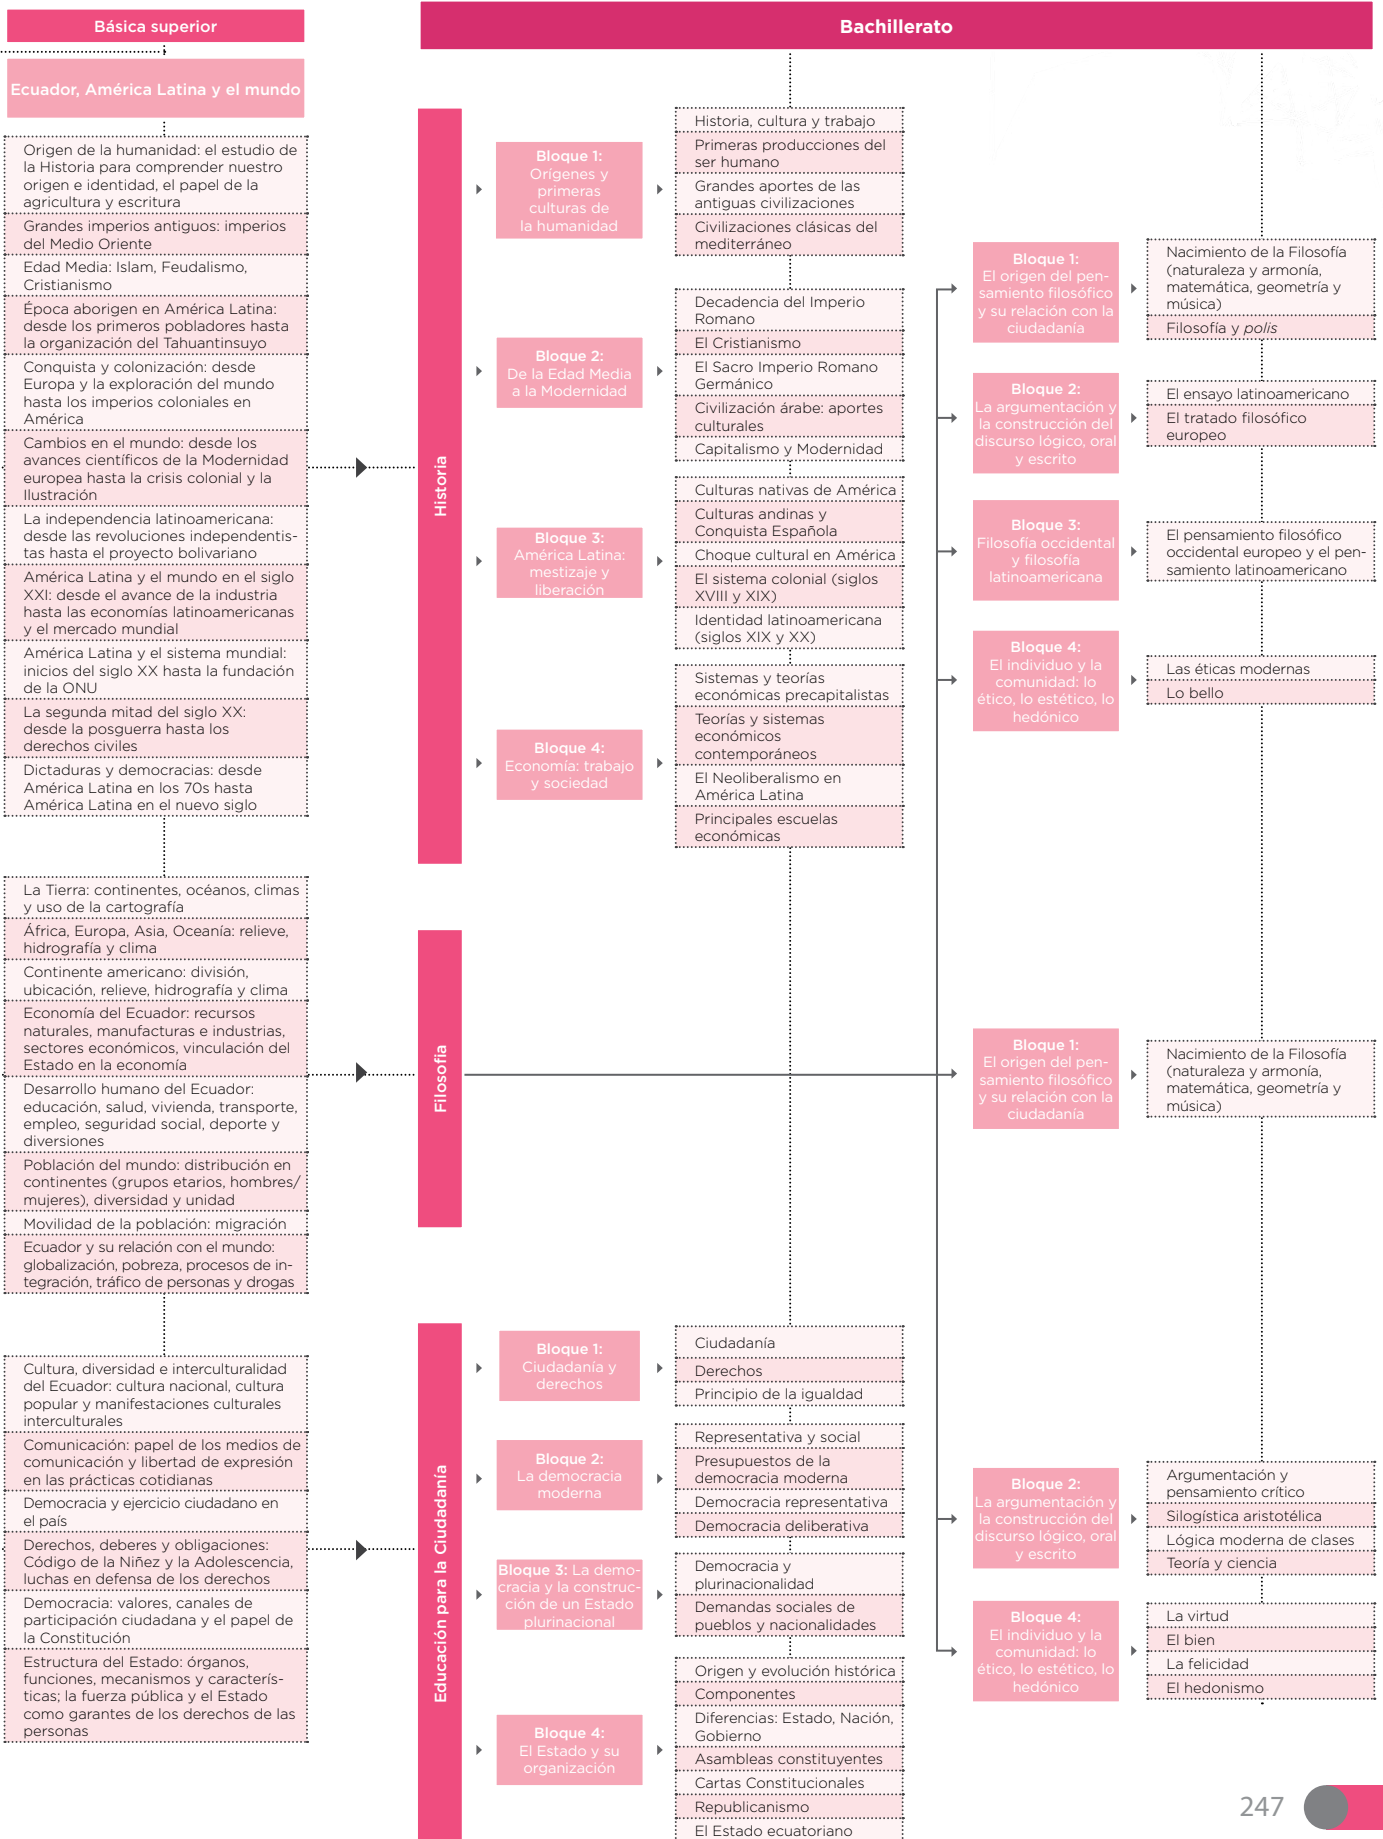 Básica superior
Ecuador, América Latina y el mundo
Origen de la humanidad: el estudio de
la Historia para comprender nuestro
origen e identidad, el papel de la
agricultura y escritura
Grandes imperios antiguos: imperios
del Medio Oriente
Edad Media: Islam, Feudalismo,
Cristianismo
Época aborigen en América Latina:
desde los primeros pobladores hasta
la organización del Tahuantinsuyo
Conquista y colonización: desde
Europa y la exploración del mundo
hasta los imperios coloniales en
América
Cambios en el mundo: desde los
avances científicos de la Modernidad
europea hasta la crisis colonial y la
Ilustración
La independencia latinoamericana:
desde las revoluciones independentis-
tas hasta el proyecto bolivariano
América Latina y el mundo en el siglo
XXI: desde el avance de la industria
hasta las economías latinoamericanas
y el mercado mundial
América Latina y el sistema mundial:
inicios del siglo XX hasta la fundación
de la ONU
La segunda mitad del siglo XX:
desde la posguerra hasta los
derechos civiles
Dictaduras y democracias: desde
América Latina en los 70s hasta
América Latina en el nuevo siglo
La Tierra: continentes, océanos, climas
y uso de la cartografía
África, Europa, Asia, Oceanía: relieve,
hidrografía y clima
Continente americano: división,
ubicación, relieve, hidrografía y clima
Economía del Ecuador: recursos
naturales, manufacturas e industrias,
sectores económicos, vinculación del
Estado en la economía
Desarrollo humano del Ecuador:
educación, salud, vivienda, transporte,
empleo, seguridad social, deporte y
diversiones
Población del mundo: distribución en
continentes (grupos etarios, hombres/
mujeres), diversidad y unidad
Movilidad de la población: migración
Ecuador y su relación con el mundo:
globalización, pobreza, procesos de in-
tegración, tráfico de personas y drogas
Cultura, diversidad e interculturalidad
del Ecuador: cultura nacional, cultura
popular y manifestaciones culturales
interculturales
Comunicación: papel de los medios de
comunicación y libertad de expresión
en las prácticas cotidianas
Democracia y ejercicio ciudadano en
el país
Derechos, deberes y obligaciones:
Código de la Niñez y la Adolescencia,
luchas en defensa de los derechos
Democracia: valores, canales de
participación ciudadana y el papel de
la Constitución
Estructura del Estado: órganos,
funciones, mecanismos y caracterís-
ticas; la fuerza pública y el Estado
como garantes de los derechos de las
personas
Bachillerato
Historia
Bloque 1:
Orígenes y
primeras
culturas de
la humanidad
Historia, cultura y trabajo
Primeras producciones del
ser humano
Grandes aportes de las
antiguas civilizaciones
Civilizaciones clásicas del
mediterráneo
Bloque 2:
De la Edad Media
a la Modernidad
Decadencia del Imperio
Romano
El Cristianismo
El Sacro Imperio Romano
Germánico
Civilización árabe: aportes
culturales
Capitalismo y Modernidad
Bloque 3:
América Latina:
mestizaje y
liberación
Culturas nativas de América
Culturas andinas y
Conquista Española
Choque cultural en América
El sistema colonial (siglos
XVIII y XIX)
Identidad latinoamericana
(siglos XIX y XX)
Bloque 4:
Economía: trabajo
y sociedad
Sistemas y teorías
económicas precapitalistas
Teorías y sistemas
económicos
contemporáneos
El Neoliberalismo en
América Latina
Principales escuelas
económicas
Filosofia
Bloque 1:
El origen del pen-
samiento filosófico
y su relación con la
ciudadanía
Nacimiento de la Filosofía
(naturaleza y armonía,
matemática, geometría y
música)
Filosofía y polis
Bloque 2:
La argumentación y
la construcción del
discurso lógico, oral
y escrito
El ensayo latinoamericano
El tratado filosófico
europeo
Bloque 3:
Filosofía occidental
y filosofía
latinoamericana
El pensamiento filosófico
occidental europeo y el pen-
samiento latinoamericano
Bloque 4:
El individuo y la
comunidad: lo
ético, lo estético, lo
hedónico
Las éticas modernas
Lo bello
Bloque 1:
El origen del pen-
samiento filosófico
y su relación con la
ciudadanía
Nacimiento de la Filosofía
(naturaleza y armonía,
matemática, geometría y
música)
Bloque 2:
La argumentación y
la construcción del
discurso lógico, oral
y escrito
Argumentación y
pensamiento crítico
Silogística aristotélica
Lógica moderna de clases
Teoría y ciencia
Bloque 4:
El individuo y la
comunidad: lo
ético, lo estético, lo
hedónico
La virtud
El bien
La felicidad
El hedonismo
Educación para la Ciudadanía
Bloque 1:
Ciudadanía y
derechos
Ciudadanía
Derechos
Principio de la igualdad
Bloque 2:
La democracia
moderna
Representativa y social
Presupuestos de la
democracia moderna
Democracia representativa
Democracia deliberativa
Bloque 3: La demo-
cracia y la construc-
ción de un Estado
plurinacional
Democracia y
plurinacionalidad
Demandas sociales de
pueblos y nacionalidades
Bloque 4:
El Estado y su
organización
Origen y evolución histórica
Componentes
Diferencias: Estado, Nación,
Gobierno
Asambleas constituyentes
Cartas Constitucionales
Republicanismo
El Estado ecuatoriano
247